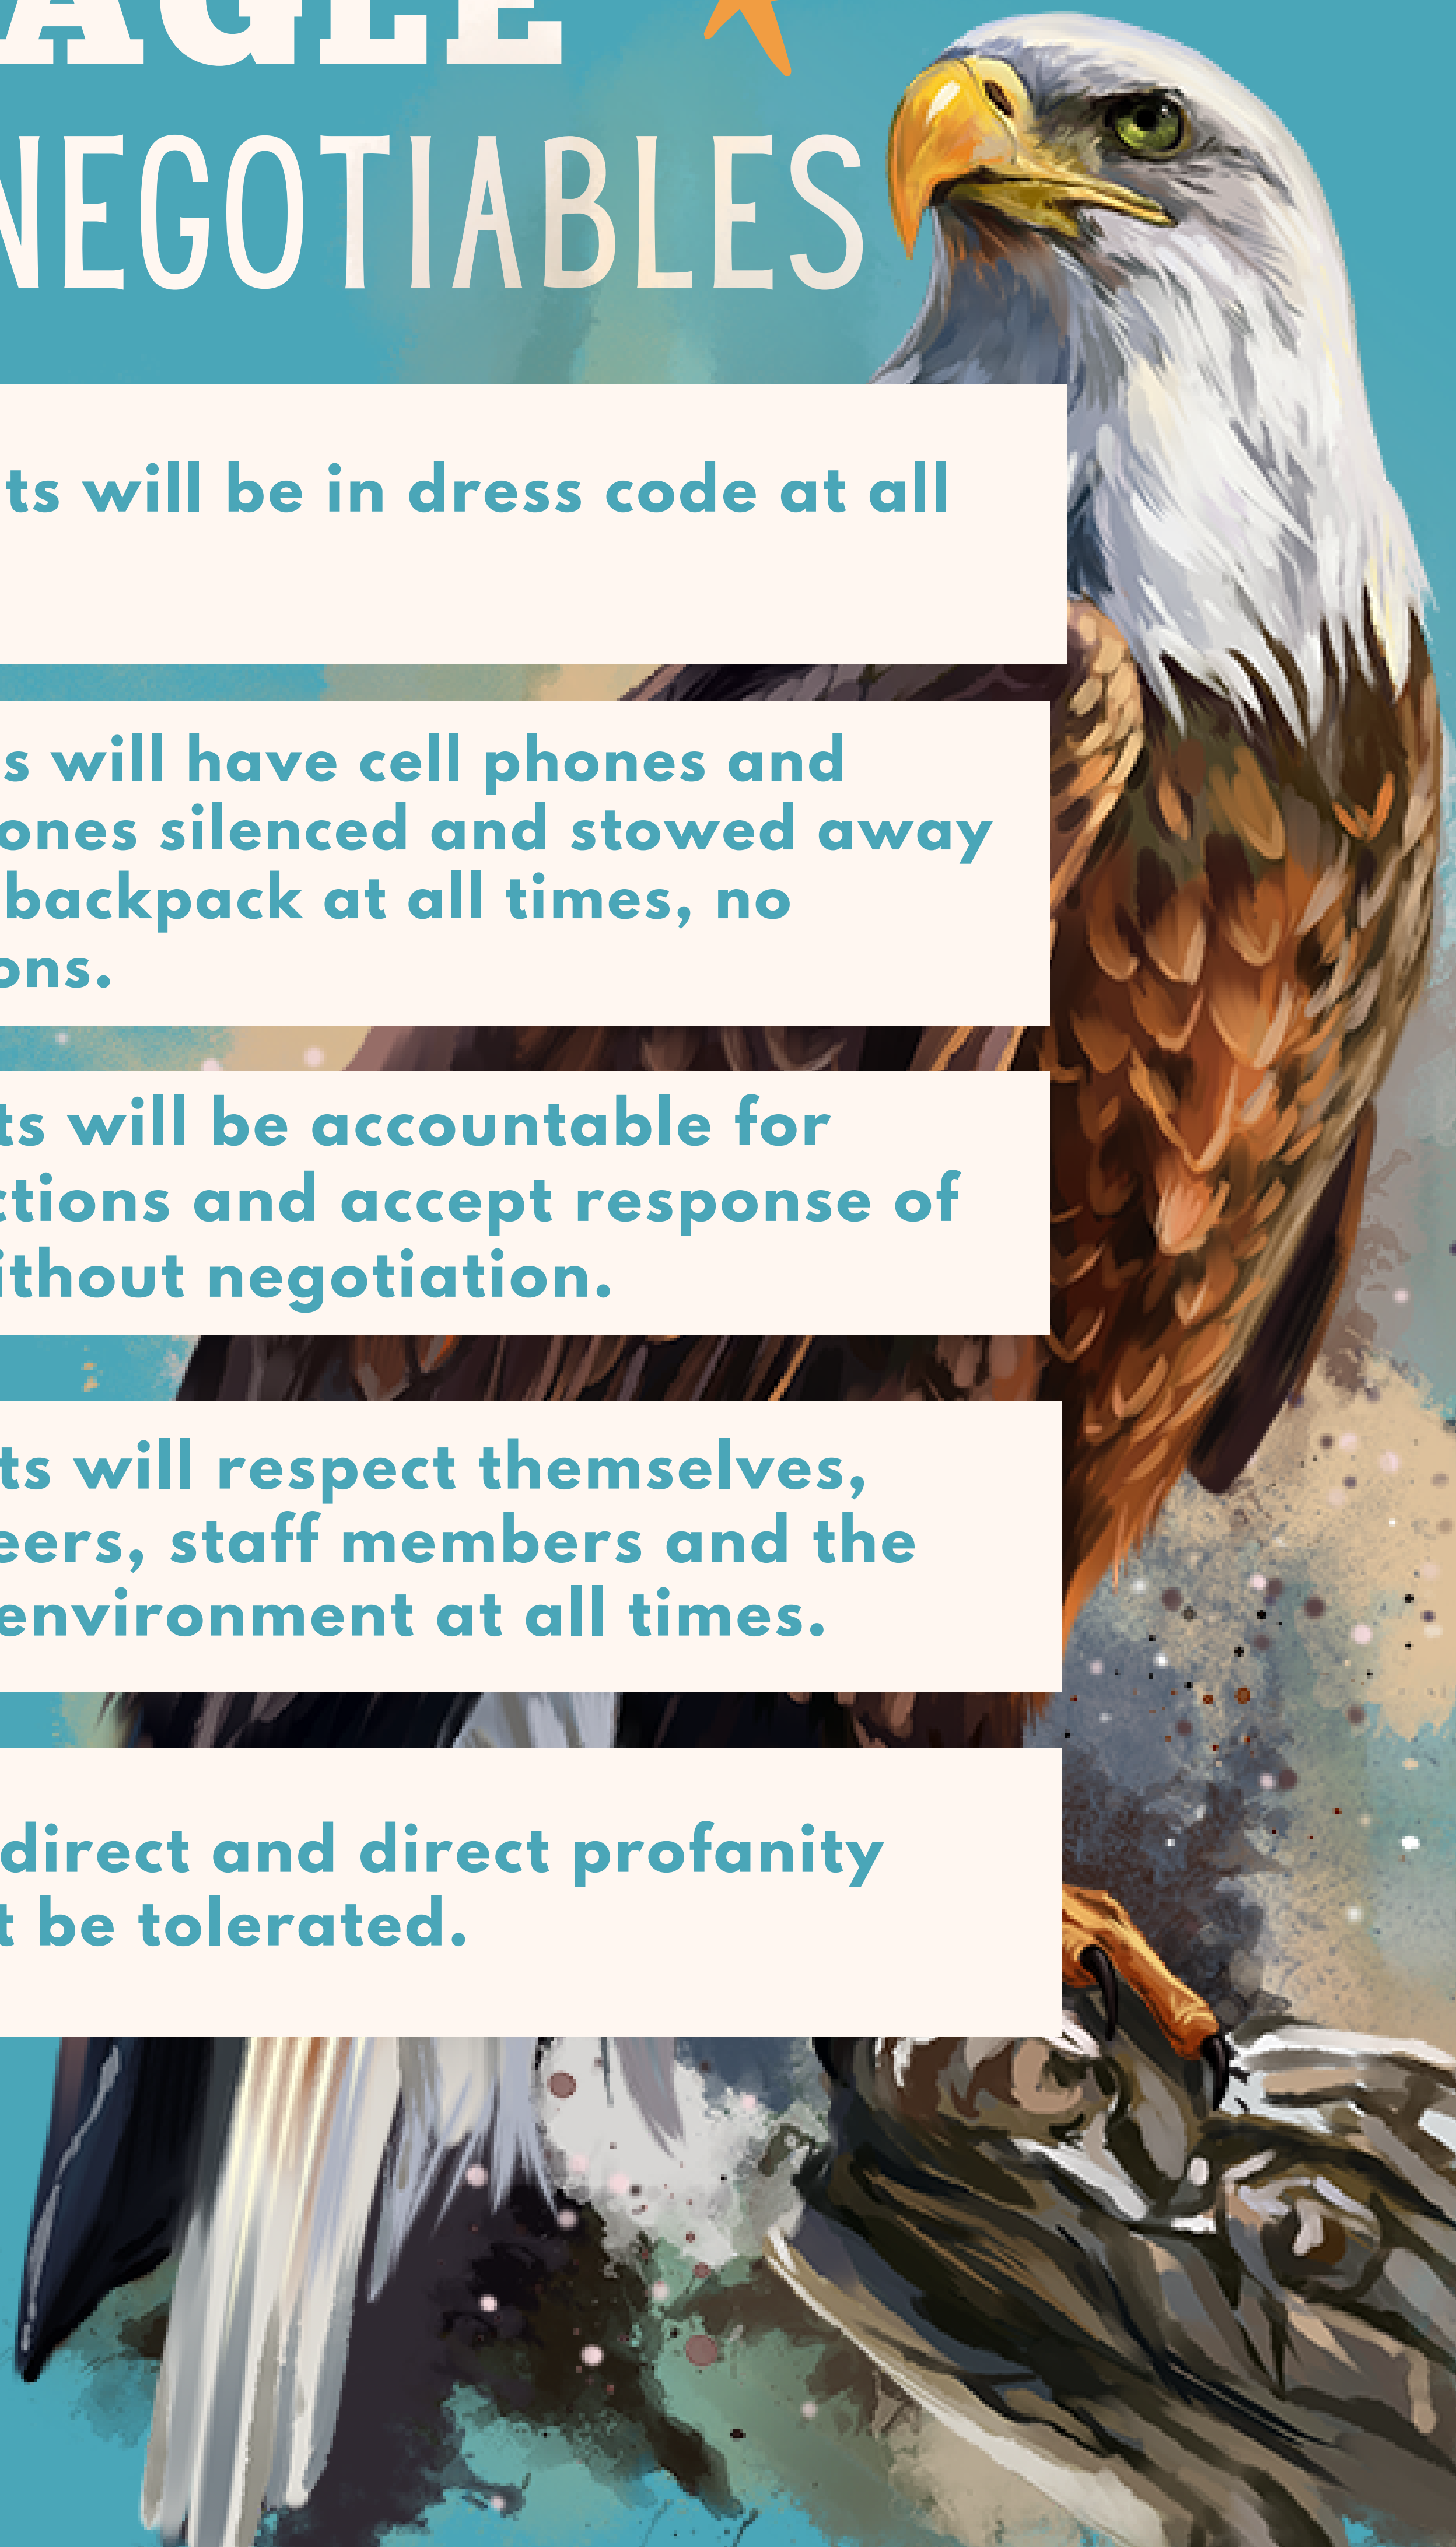 AGLE
NEGOTIABLES
ts will be in dress code at all
s will have cell phones and
ones silenced and stowed away
backpack at all times, no
ons.
ts will be accountable for
ctions and accept response of
ithout negotiation.
ts will respect themselves,
eers, staff members and the
environment at all times.
direct and direct profanity
t be tolerated.